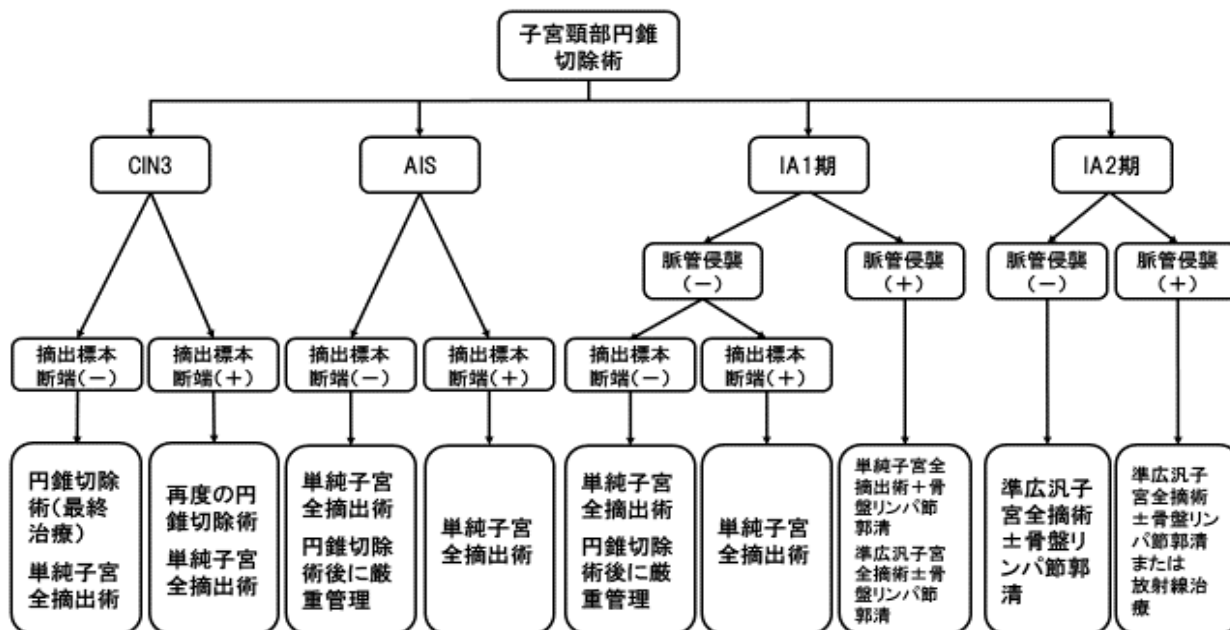 子宮頸部円錐
切除術
CIN3
AIS
IA1期
IA2期
脈管侵襲
(－)
脈管侵襲
(＋)
脈管侵襲
(－)
脈管侵襲
(＋)
摘出標本
断端(－)
摘出標本
断端(＋)
摘出標本
断端(－)
摘出標本
断端(＋)
摘出標本
断端(－)
摘出標本
断端(＋)
円錐切除
術(最終
治療)
単純子宮
全摘出術
再度の円
錐切除術
単純子宮
全摘出術
単純子宮
全摘出術
円錐切除
術後に厳
重管理
単純子宮
全摘出術
単純子宮
全摘出術
円錐切除
術後に厳
重管理
単純子宮
全摘出術
単純子宮全
摘出術＋骨
盤リンパ節
郭清
準広汎子宮
全摘術±骨
盤リンパ節
郭清
準広汎子
宮全摘術
±骨盤リ
ンパ節郭
清
準広汎子
宮全摘術
±骨盤リン
パ節郭清
または
放射線治
療